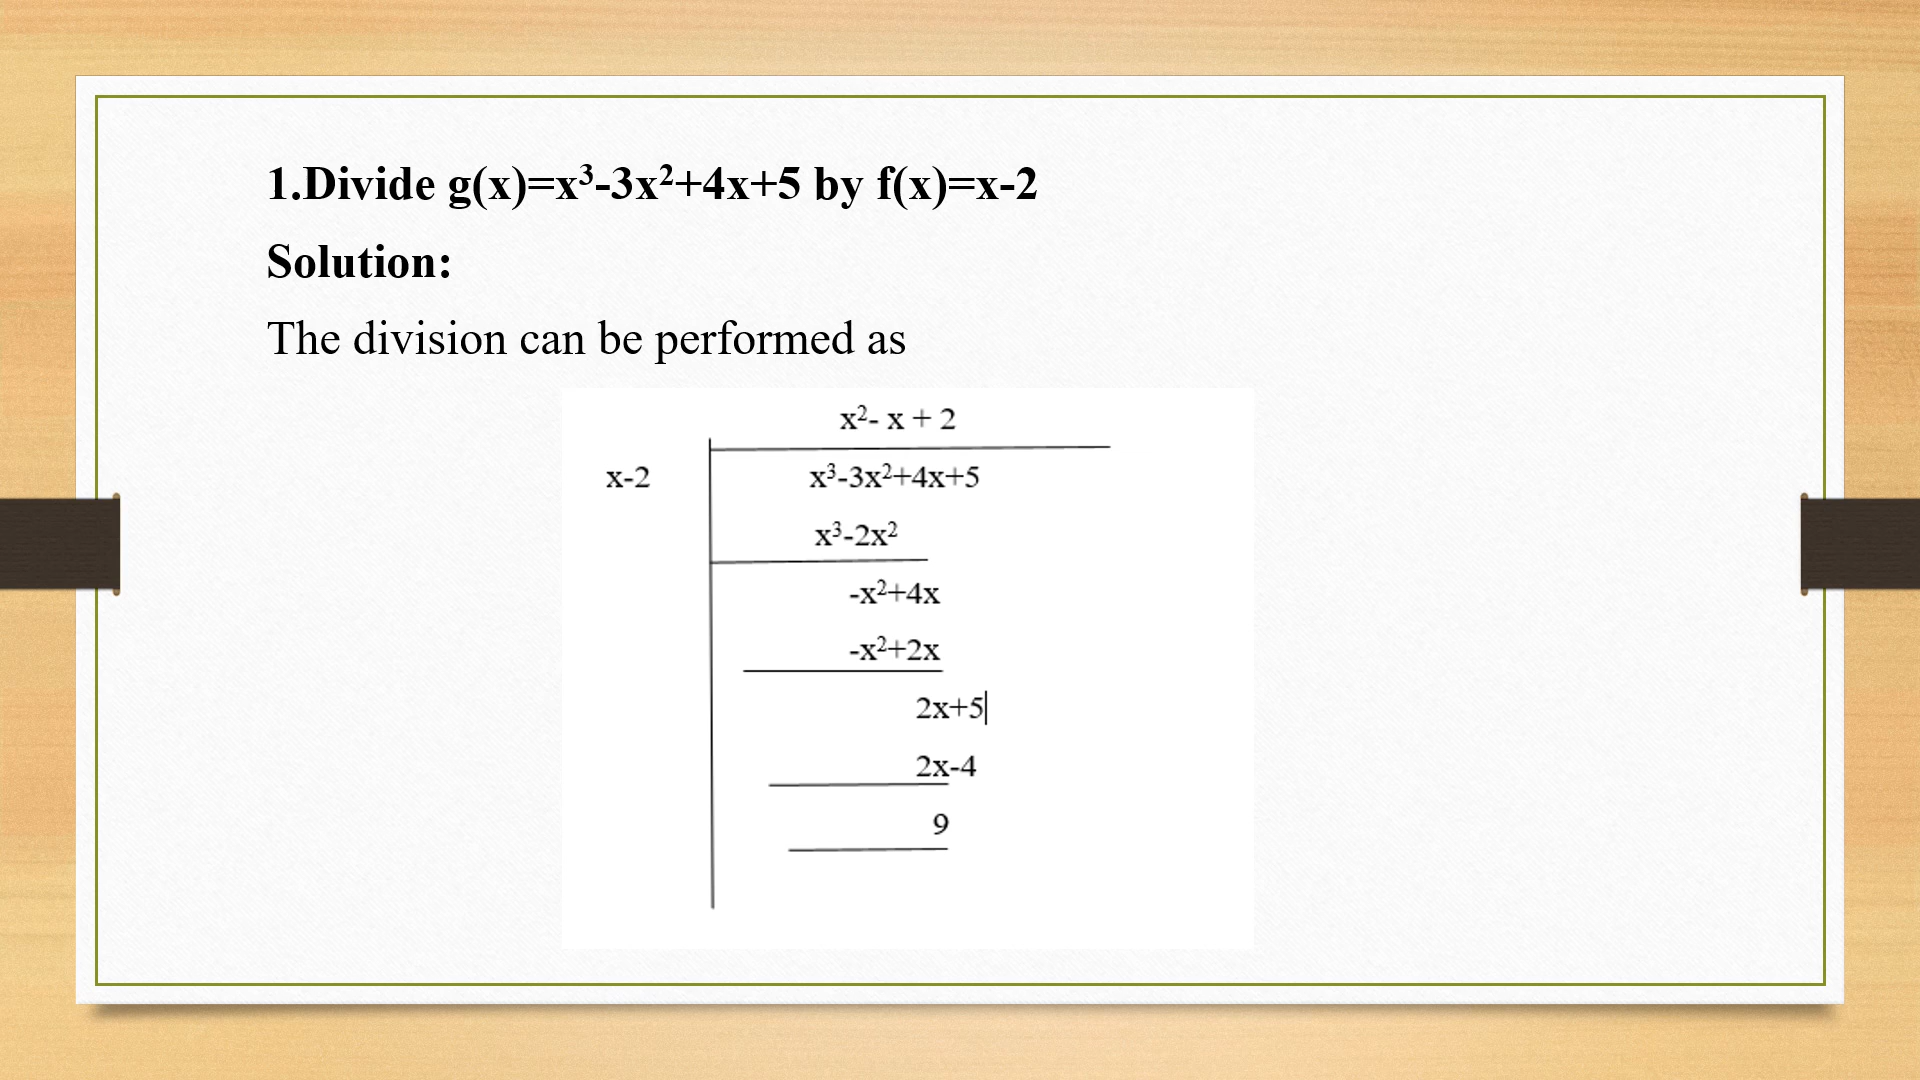 1.Divide g(x)=x³-3x²+4x+5 by f(x)=x-2
Solution:
The division can be performed as
x²- x + 2
x-2 x³-3x²+4x+5
x³-2x²
-x²+4x
-x²+2x
2x+5
2x-4
9